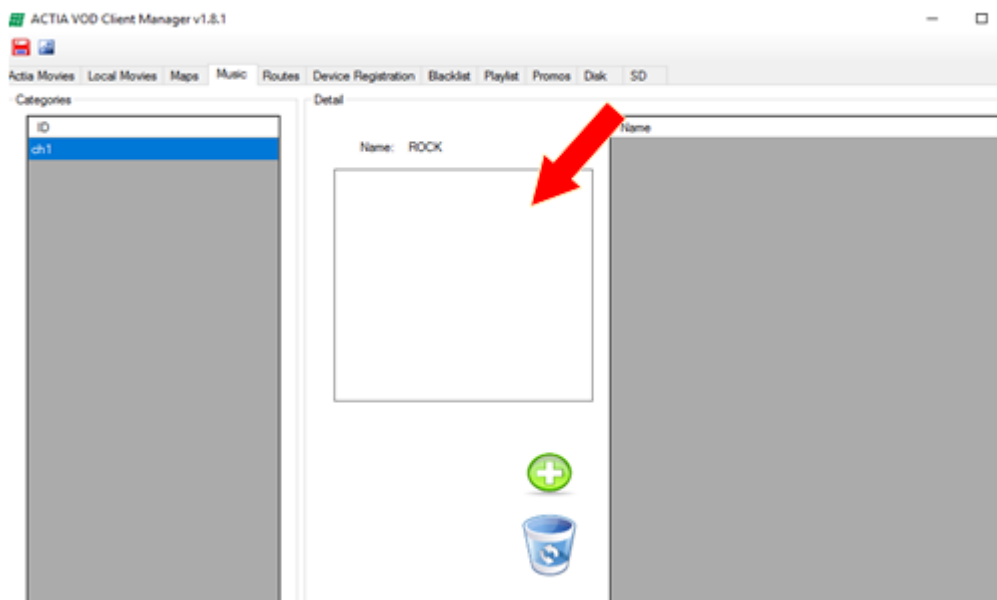 ACTIA VOD Client Manager v1.8.1
Actia Movies Local Movies Maps Music Routes Device Registration Blacklist Playlist Promos Disk SD
Categories
Detail
ID
Name
ch1
Name: ROCK